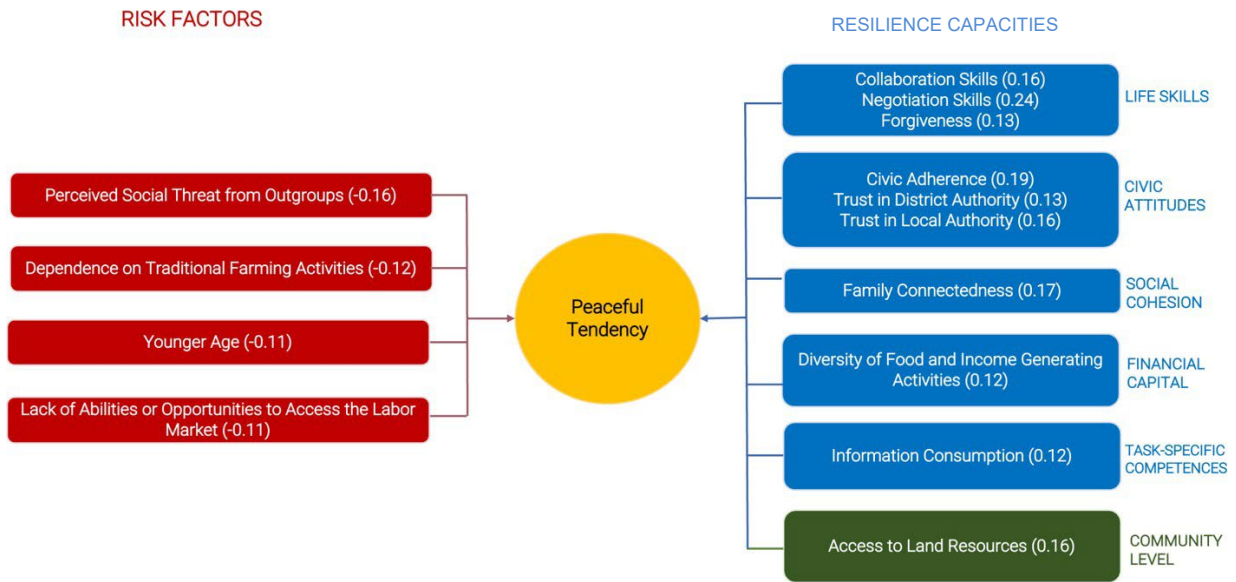 RISK FACTORS
Perceived Social Threat from Outgroups (-0.16)
Dependence on Traditional Farming Activities (-0.12)
Younger Age (-0.11)
Lack of Abilities or Opportunities to Access the Labor
Market (-0.11)
Peaceful
Tendency
RESILIENCE CAPACITIES
Collaboration Skills (0.16)
Negotiation Skills (0.24)
Forgiveness (0.13)
LIFE SKILLS
Civic Adherence (0.19)
Trust in District Authority (0.13)
Trust in Local Authority (0.16)
CIVIC
ATTITUDES
Family Connectedness (0.17)
SOCIAL
COHESION
Diversity of Food and Income Generating
Activities (0.12)
FINANCIAL
CAPITAL
Information Consumption (0.12)
TASK-SPECIFIC
COMPETENCES
Access to Land Resources (0.16)
COMMUNITY
LEVEL